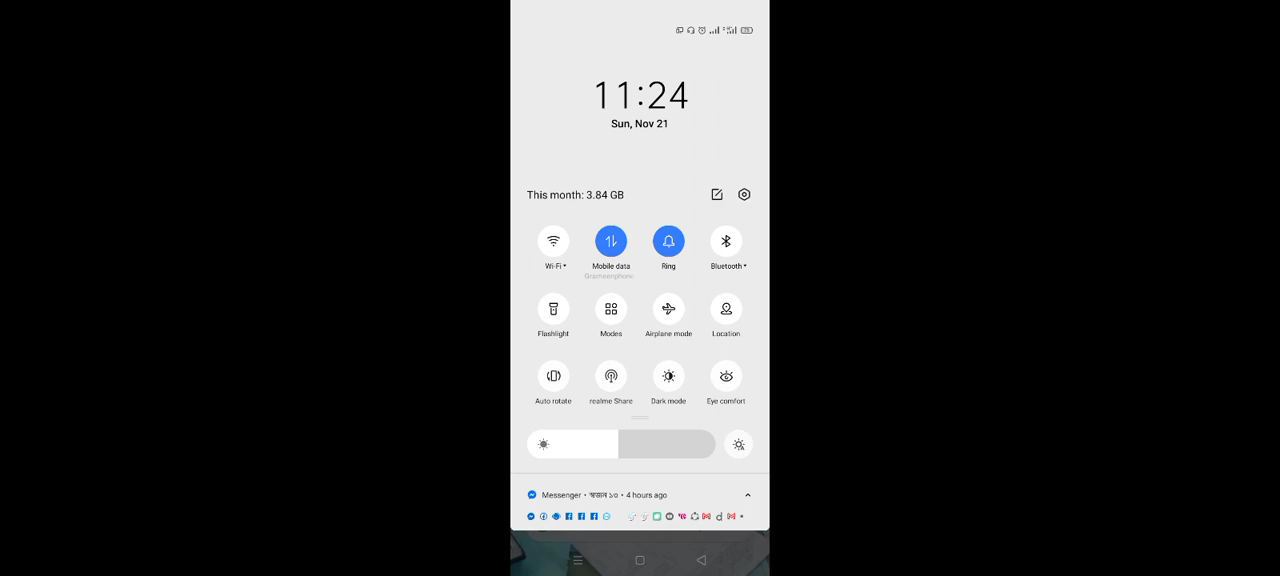 11:24
Sun, Nov 21
This month: 3.84 GB
Wi-Fi
Mobile data
Grameenphone
Ring
Bluetooth
Flashlight
Modes
Airplane mode
Location
Auto rotate
realme Share
Dark mode
Eye comfort
Messenger • • 4 hours ago